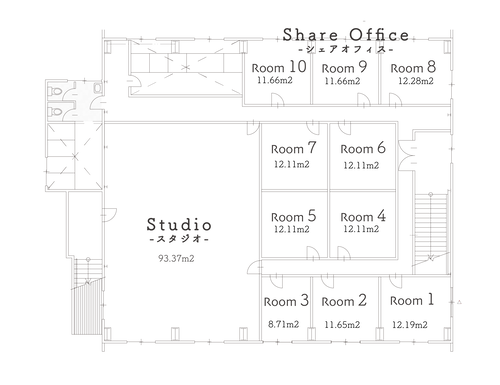 Share Office
-シェアオフィス-
Room 10
11.66m2
Room 9
11.66m2
Room 8
12.28m2
Room 7
12.11m2
Room 6
12.11m2
Studio
-スタジオ-
93.37m2
Room 5
12.11m2
Room 4
12.11m2
Room 3
8.71m2
Room 2
11.65m2
Room 1
12.19m2